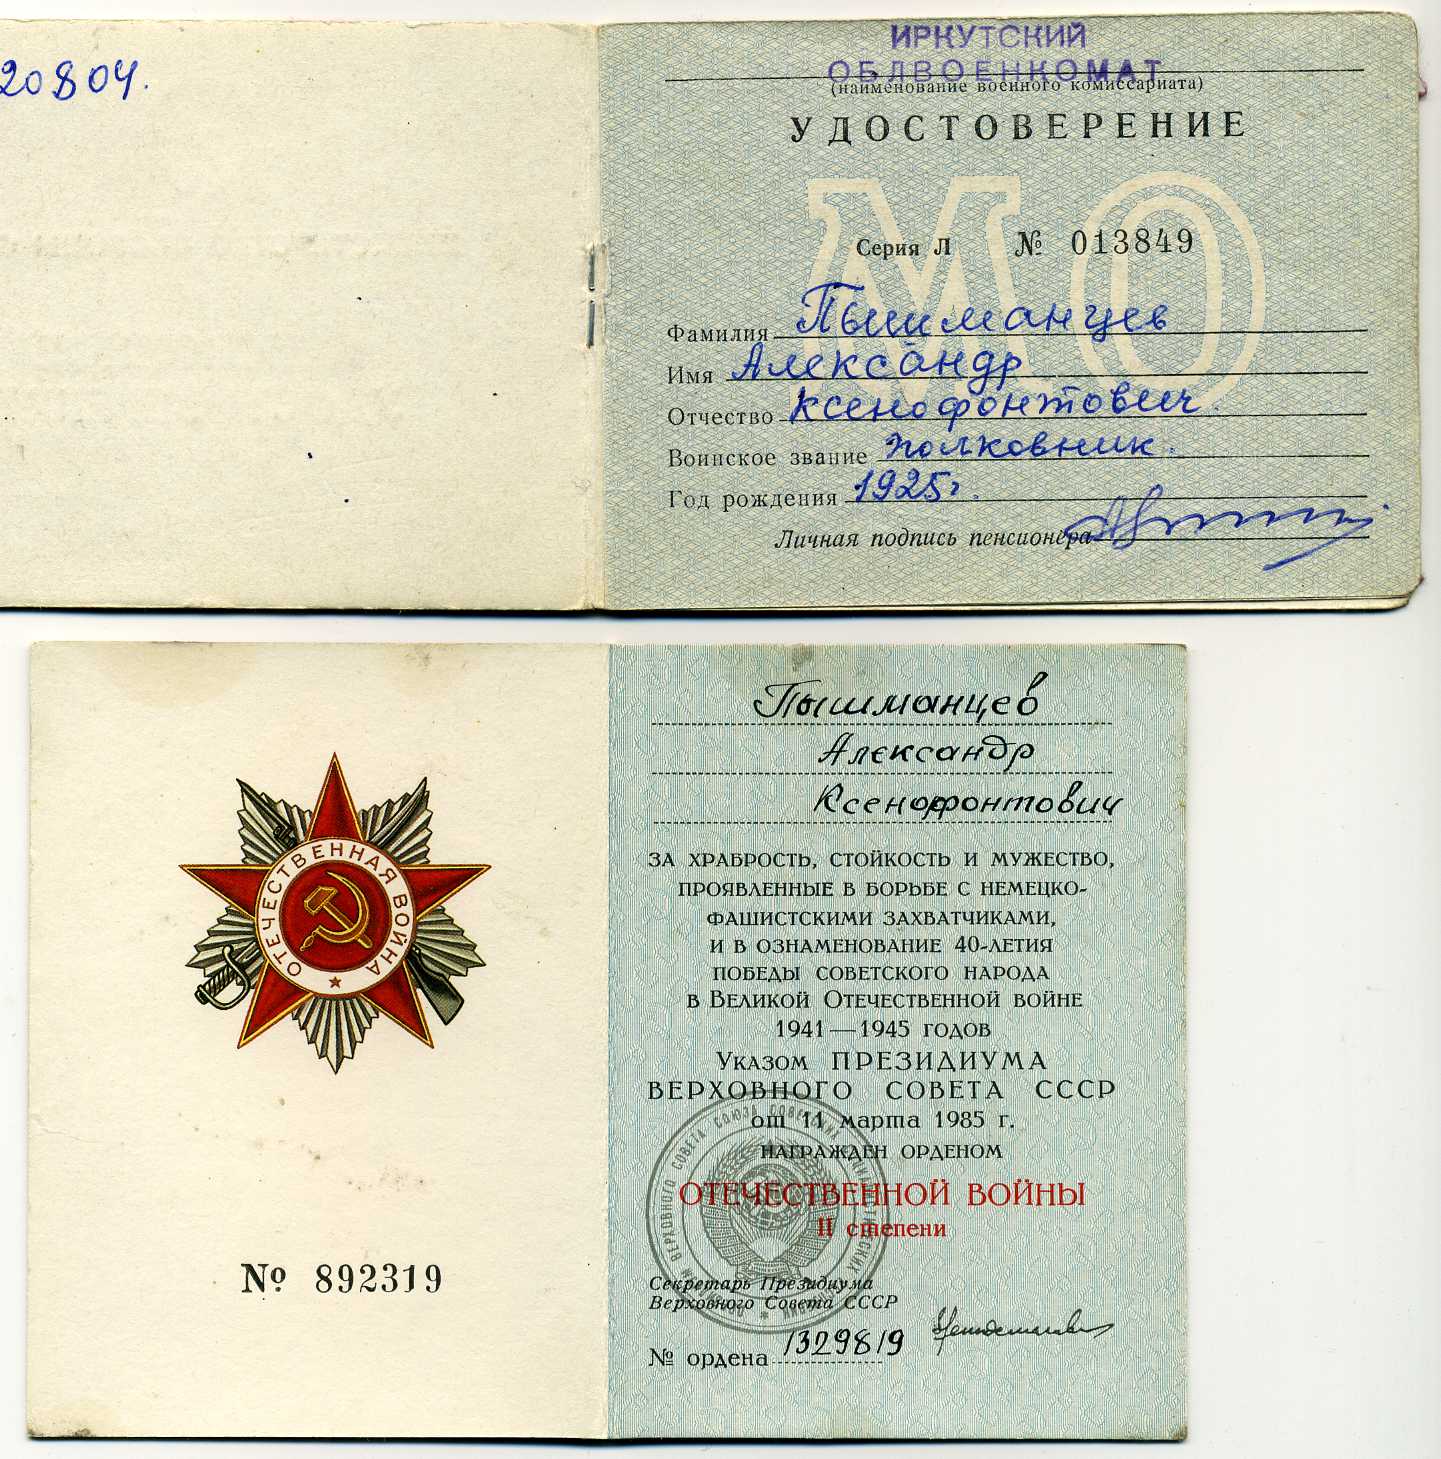 20804.
ИРКУТСКИЙ
ОБЛВОЕНКОМАТ
(наименование военного комиссариата)
УДОСТОВЕРЕНИЕ
МО
Серия Л № 013849
Фамилия Пышманцев
Имя Александр
Отчество Ксенофонтович.
Воинское звание полковник.
Год рождения 1925г.
Личная подпись пенсионера
ОТЕЧЕСТВЕННАЯ ВОЙНА
№ 892319
Пышманцев
Александр
Ксенофонтович
ЗА ХРАБРОСТЬ, СТОЙКОСТЬ И МУЖЕСТВО,
ПРОЯВЛЕННЫЕ В БОРЬБЕ С НЕМЕЦКО-
ФАШИСТСКИМИ ЗАХВАТЧИКАМИ,
И В ОЗНАМЕНОВАНИЕ 40-ЛЕТИЯ
ПОБЕДЫ СОВЕТСКОГО НАРОДА
В ВЕЛИКОЙ ОТЕЧЕСТВЕННОЙ ВОЙНЕ
1941—1945 ГОДОВ
УКАЗОМ ПРЕЗИДИУМА
ВЕРХОВНОГО СОВЕТА СССР
от 11 марта 1985 г.
НАГРАЖДЕН ОРДЕНОМ
ОТЕЧЕСТВЕННОЙ ВОЙНЫ
II степени
Секретарь Президиума
Верховного Совета СССР
№ ордена 1329819